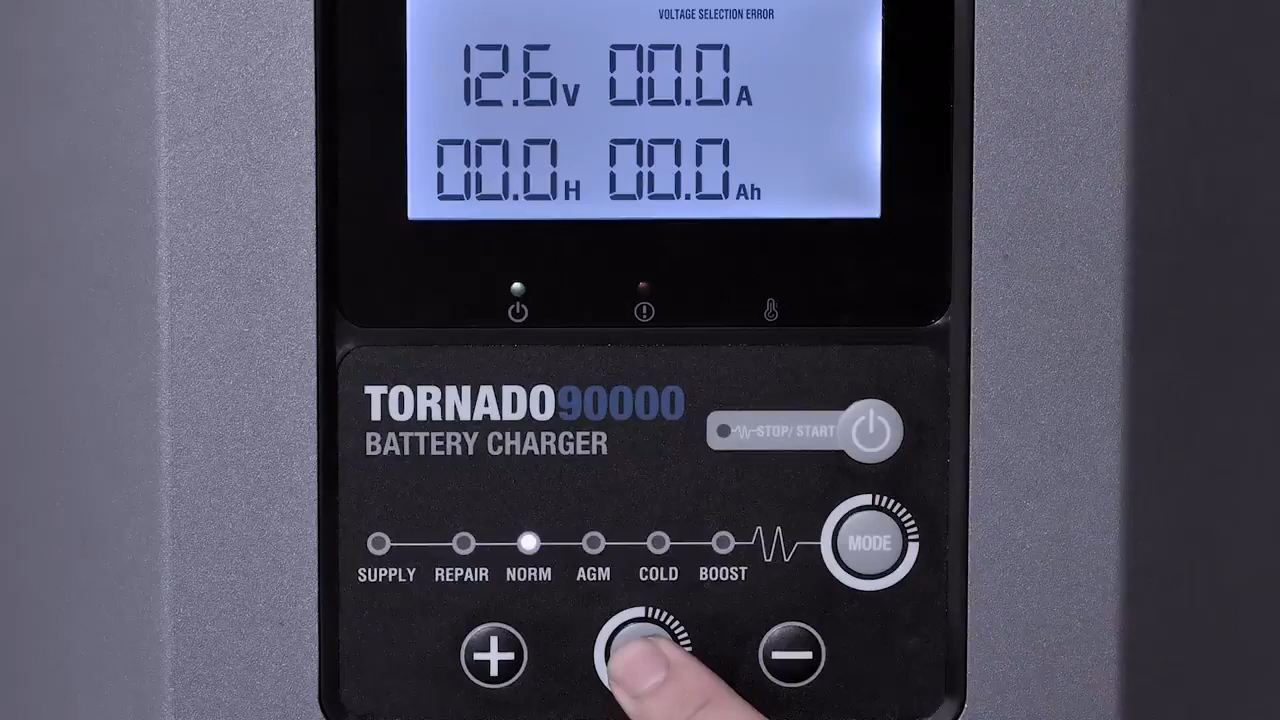 VOLTAGE SELECTION ERROR
12.6V 00.0A
00.0H 00.0Ah
TORNADO90000
BATTERY CHARGER
STOP/START
MODE
SUPPLY REPAIR NORM AGM COLD BOOST